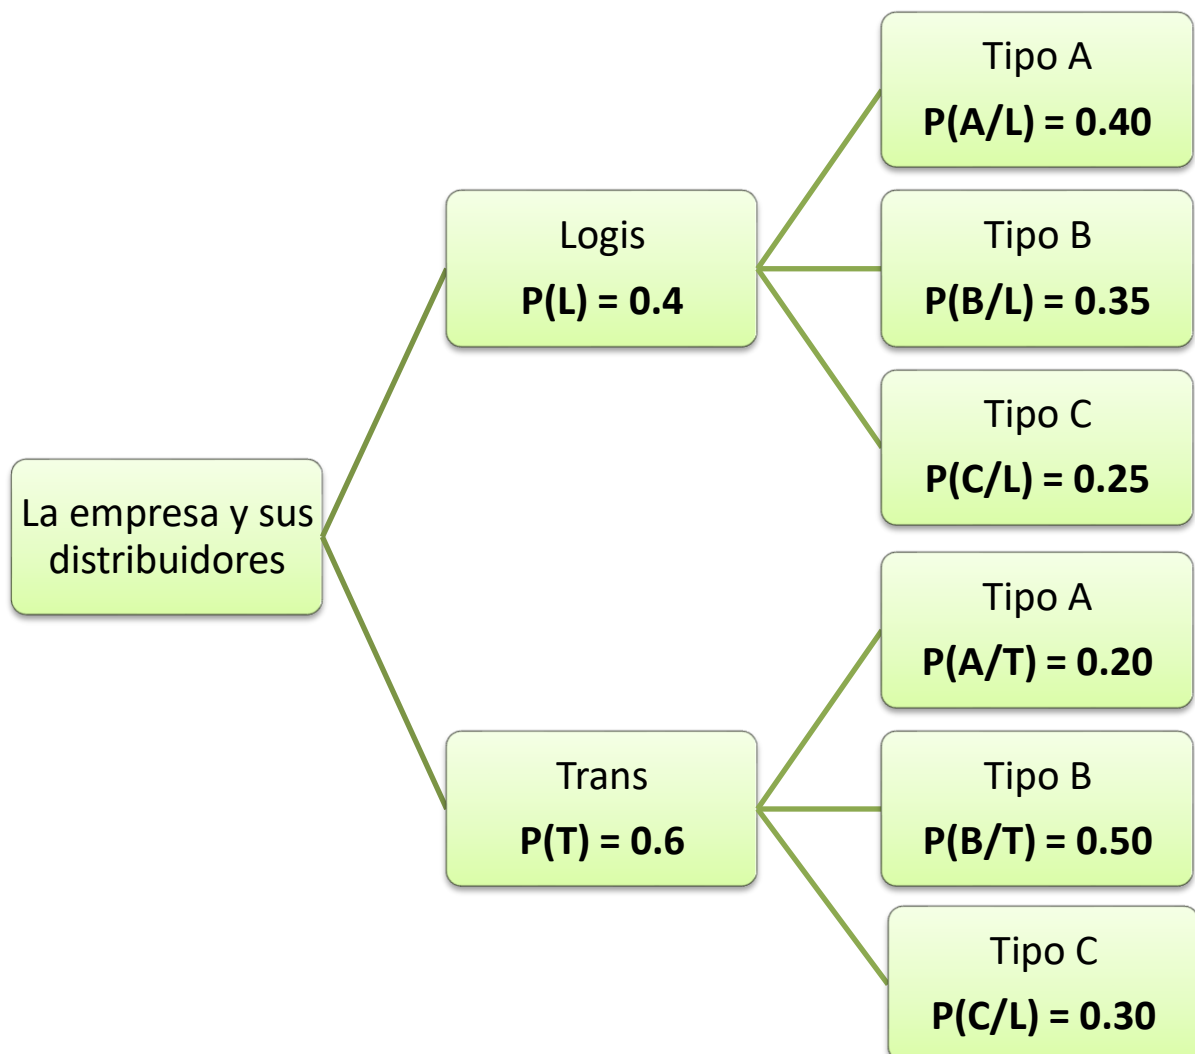 La empresa y sus
distribuidores
Logis
P(L) = 0.4
Tipo A
P(A/L) = 0.40
Tipo B
P(B/L) = 0.35
Tipo C
P(C/L) = 0.25
Trans
P(T) = 0.6
Tipo A
P(A/T) = 0.20
Tipo B
P(B/T) = 0.50
Tipo C
P(C/L) = 0.30